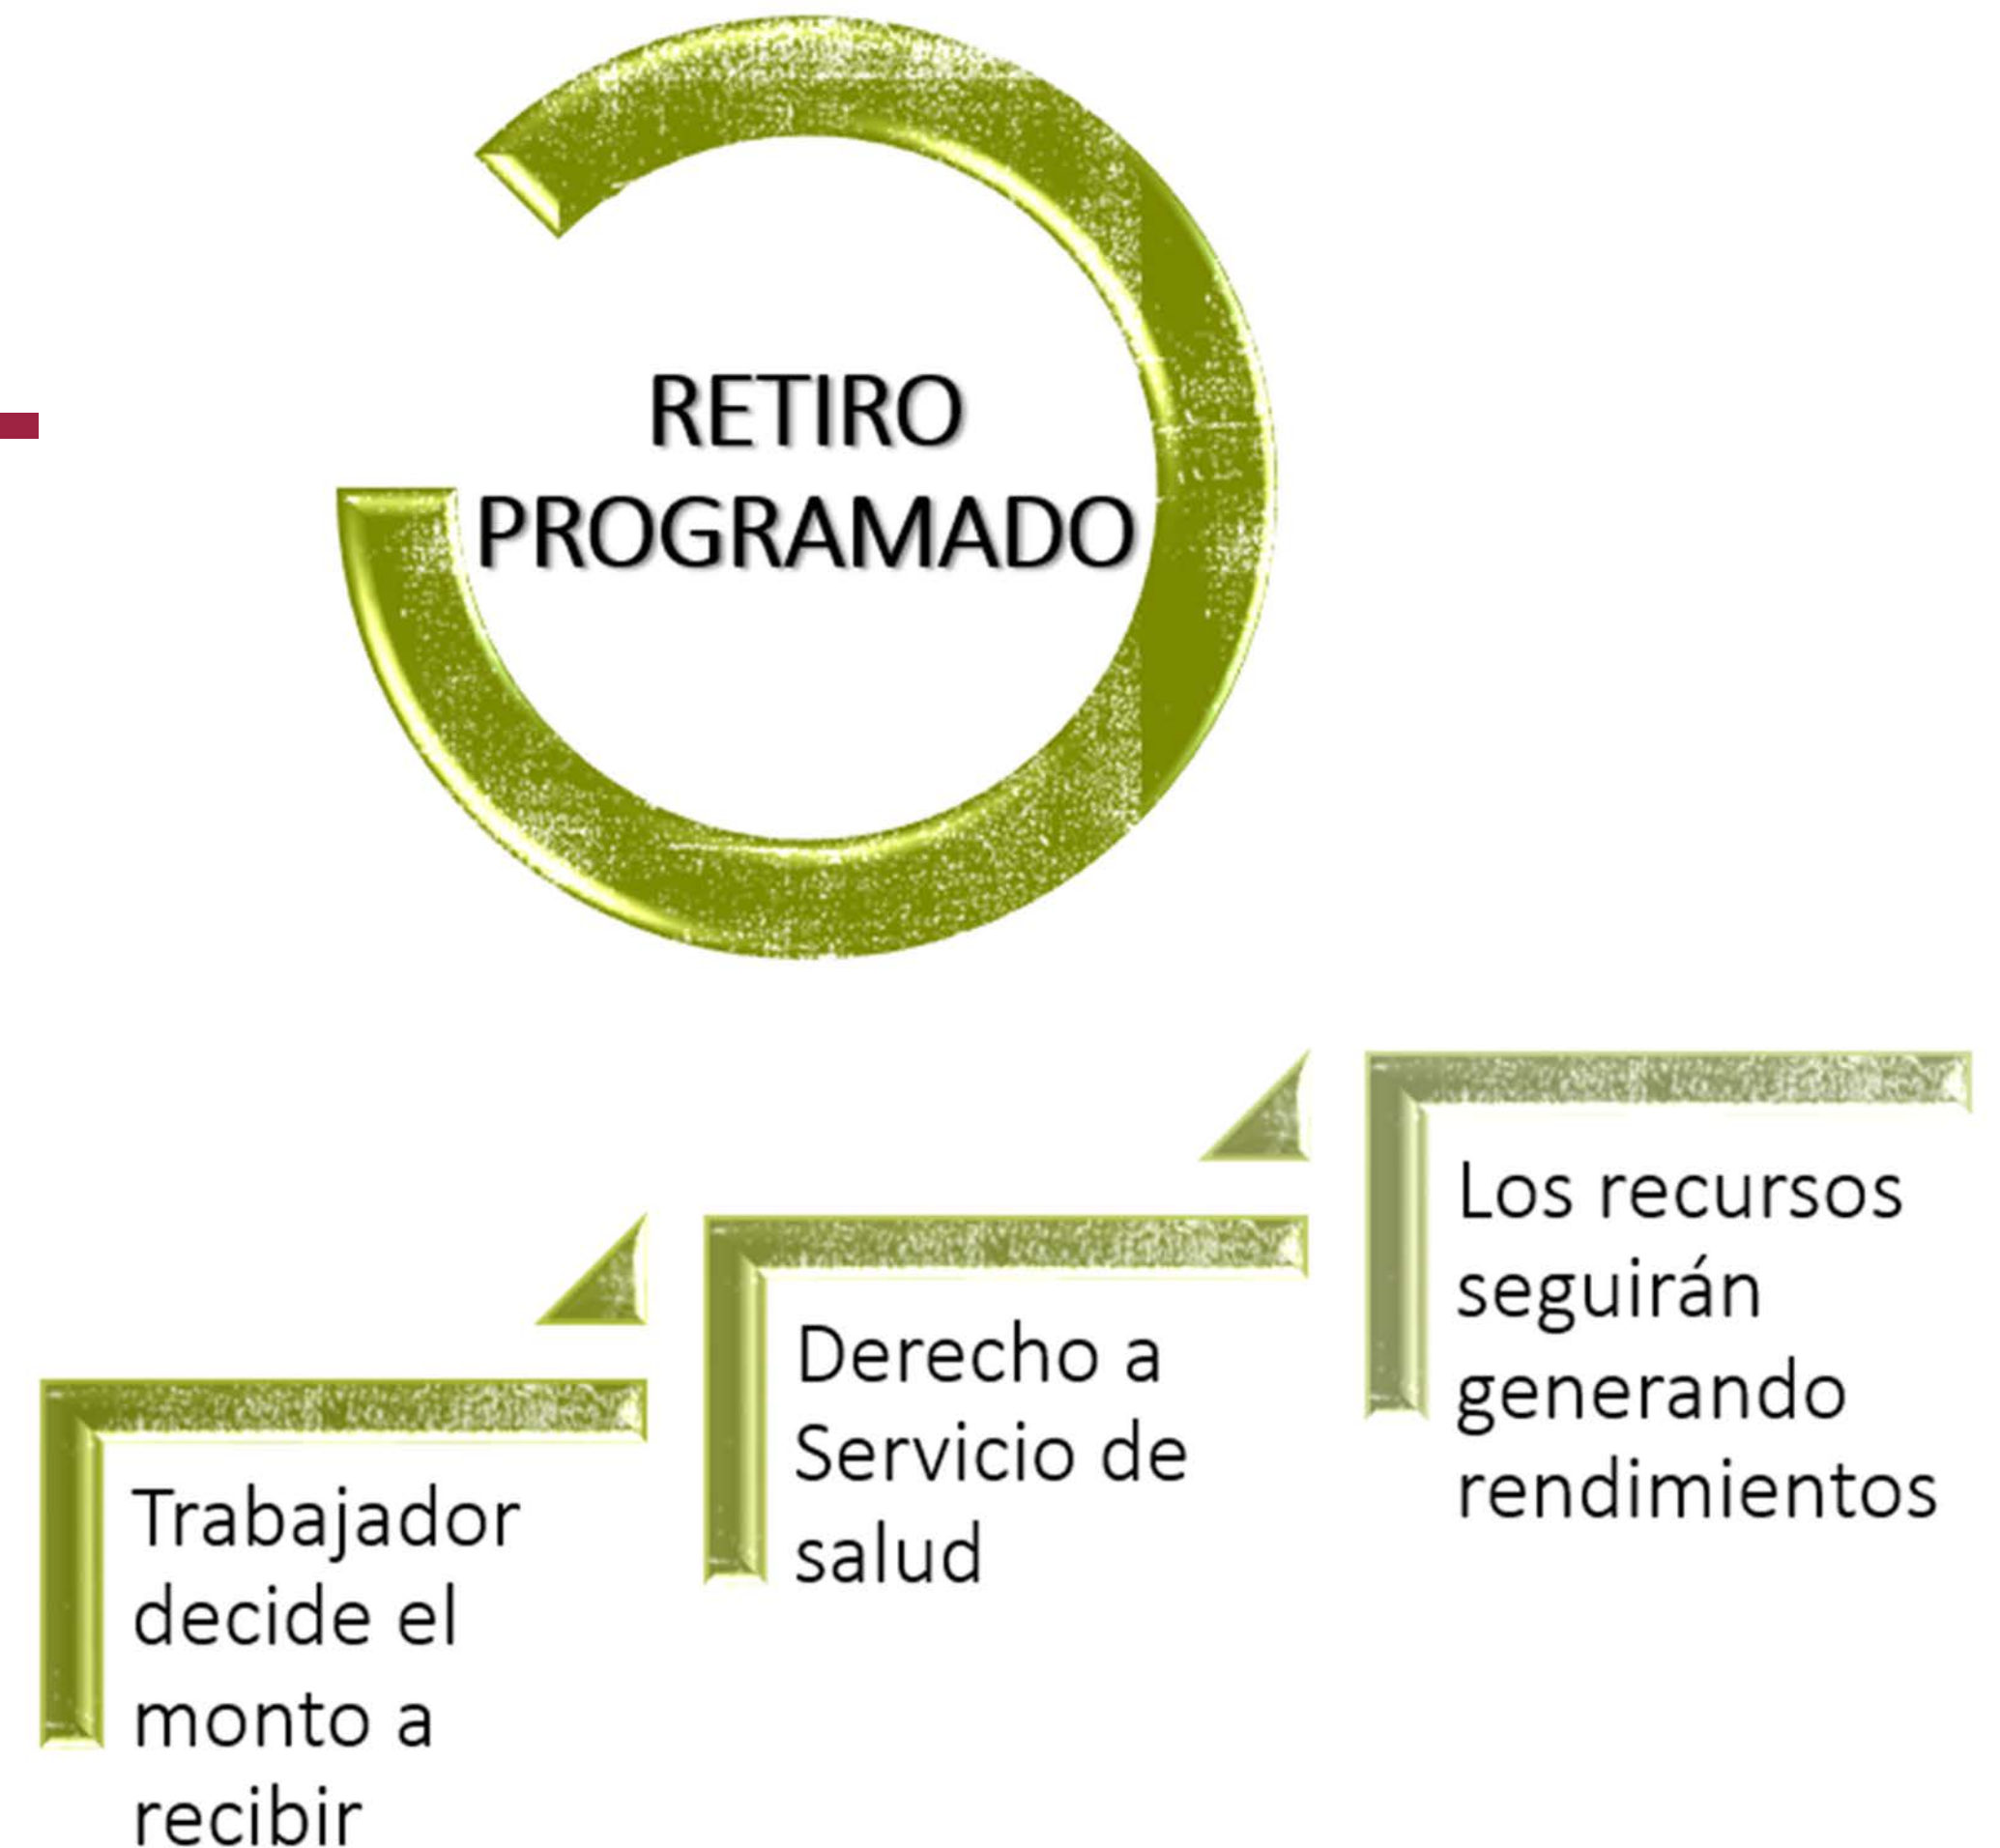 RETIRO
PROGRAMADO
Trabajador
decide el
monto a
recibir
Derecho a
Servicio de
salud
Los recursos
seguirán
generando
rendimientos